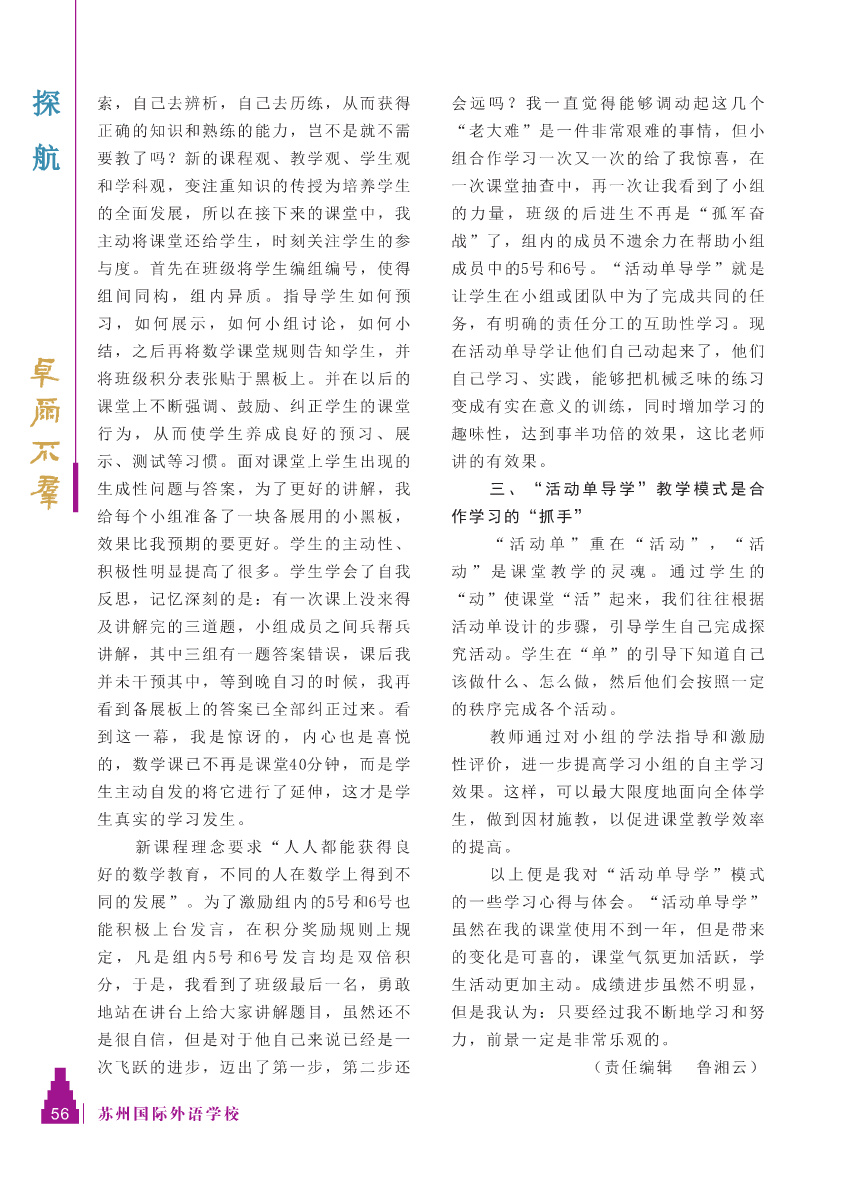 探
航
卓尔不群
索，自己去辨析，自己去历练，从而获得
正确的知识和熟练的能力，岂不是就不需
要教了吗？新的课程观、教学观、学生观
和学科观，变注重知识的传授为培养学生
的全面发展，所以在接下来的课堂中，我
主动将课堂还给学生，时刻关注学生的参
与度。首先在班级将学生编组编号，使得
组间同构，组内异质。指导学生如何预
习，如何展示，如何小组讨论，如何小
结，之后再将数学课堂规则告知学生，并
将班级积分表张贴于黑板上。并在以后的
课堂上不断强调、鼓励、纠正学生的课堂
行为，从而使学生养成良好的预习、展
示、测试等习惯。面对课堂上学生出现的
生成性问题与答案，为了更好的讲解，我
给每个小组准备了一块备展用的小黑板，
效果比我预期的要更好。学生的主动性、
积极性明显提高了很多。学生学会了自我
反思，记忆深刻的是：有一次课上没来得
及讲解完的三道题，小组成员之间兵帮兵
讲解，其中三组有一题答案错误，课后我
并未干预其中，等到晚自习的时候，我再
看到备展板上的答案已全部纠正过来。看
到这一幕，我是惊讶的，内心也是喜悦
的，数学课已不再是课堂40分钟，而是学
生主动自发的将它进行了延伸，这才是学
生真实的学习发生。
新课程理念要求“人人都能获得良
好的数学教育，不同的人在数学上得到不
同的发展”。为了激励组内的5号和6号也
能积极上台发言，在积分奖励规则上规
定，凡是组内5号和6号发言均是双倍积
分，于是，我看到了班级最后一名，勇敢
地站在讲台上给大家讲解题目，虽然还不
是很自信，但是对于他自己来说已经是一
次飞跃的进步，迈出了第一步，第二步还
会远吗？我一直觉得能够调动起这几个
“老大难”是一件非常艰难的事情，但小
组合作学习一次又一次的给了我惊喜，在
一次课堂抽查中，再一次让我看到了小组
的力量，班级的后进生不再是“孤军奋
战”了，组内的成员不遗余力在帮助小组
成员中的5号和6号。“活动单导学”就是
让学生在小组或团队中为了完成共同的任
务，有明确的责任分工的互助性学习。现
在活动单导学让他们自己动起来了，他们
自己学习、实践，能够把机械乏味的练习
变成有实在意义的训练，同时增加学习的
趣味性，达到事半功倍的效果，这比老师
讲的有效果。
三、“活动单导学”教学模式是合
作学习的“抓手”
“活动单”重在“活动”，“活
动”是课堂教学的灵魂。通过学生的
“动”使课堂“活”起来，我们往往根据
活动单设计的步骤，引导学生自己完成探
究活动。学生在“单”的引导下知道自己
该做什么、怎么做，然后他们会按照一定
的秩序完成各个活动。
教师通过对小组的学法指导和激励
性评价，进一步提高学习小组的自主学习
效果。这样，可以最大限度地面向全体学
生，做到因材施教，以促进课堂教学效率
的提高。
以上便是我对“活动单导学”模式
的一些学习心得与体会。“活动单导学”
虽然在我的课堂使用不到一年，但是带来
的变化是可喜的，课堂气氛更加活跃，学
生活动更加主动。成绩进步虽然不明显，
但是我认为：只要经过我不断地学习和努
力，前景一定是非常乐观的。
（责任编辑 鲁湘云）
56 苏州国际外语学校